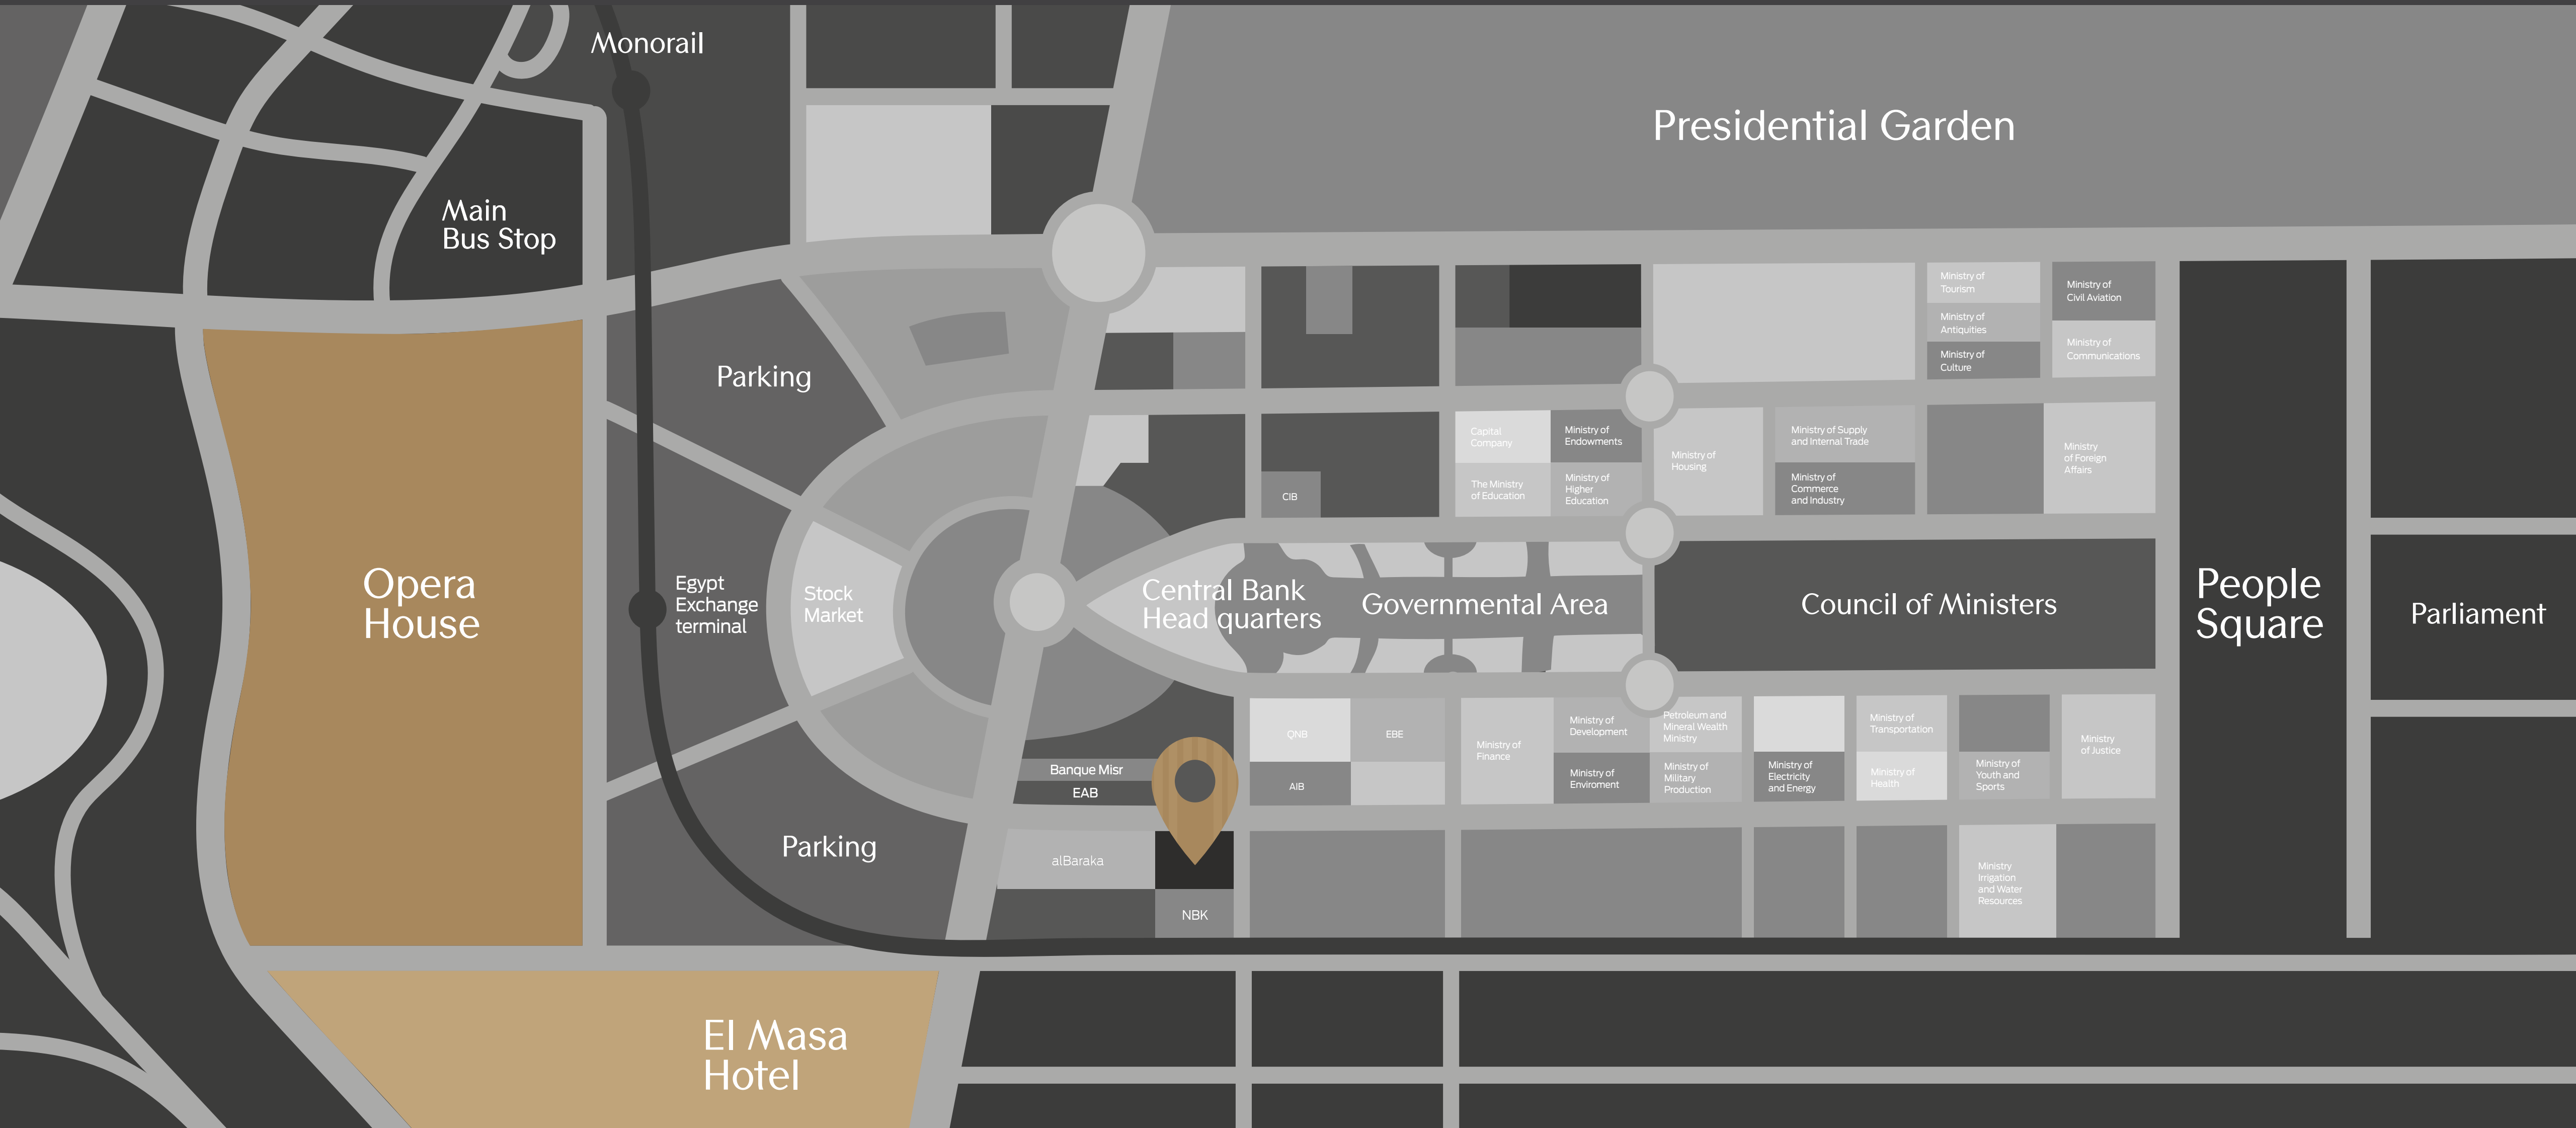 Monorail
Presidential Garden
Main
Bus Stop
Ministry of
Tourism
Ministry of
Antiquities
Ministry of
Culture
Ministry of
Civil Aviation
Ministry of
Communications
Parking
Capital
Company
Ministry of
Endowments
The Ministry
of Education
Ministry of
Higher
Education
Ministry of
Housing
Ministry of Supply
and Internal Trade
Ministry of
Commerce
and Industry
Ministry
of Foreign
Affairs
CIB
Opera
House
Egypt
Exchange
terminal
Stock
Market
Central Bank
Head quarters
Governmental Area
Council of Ministers
People
Square
Parliament
QNB
EBE
AIB
Ministry of
Finance
Ministry of
Development
Ministry of
Enviroment
Petroleum and
Mineral Wealth
Ministry
Ministry of
Military
Production
Ministry of
Electricity
and Energy
Ministry of
Transportation
Ministry of
Health
Ministry of
Youth and
Sports
Ministry
of Justice
Banque Misr
EAB
Parking
alBaraka
NBK
Ministry
Irrigation
and Water
Resources
El Masa
Hotel